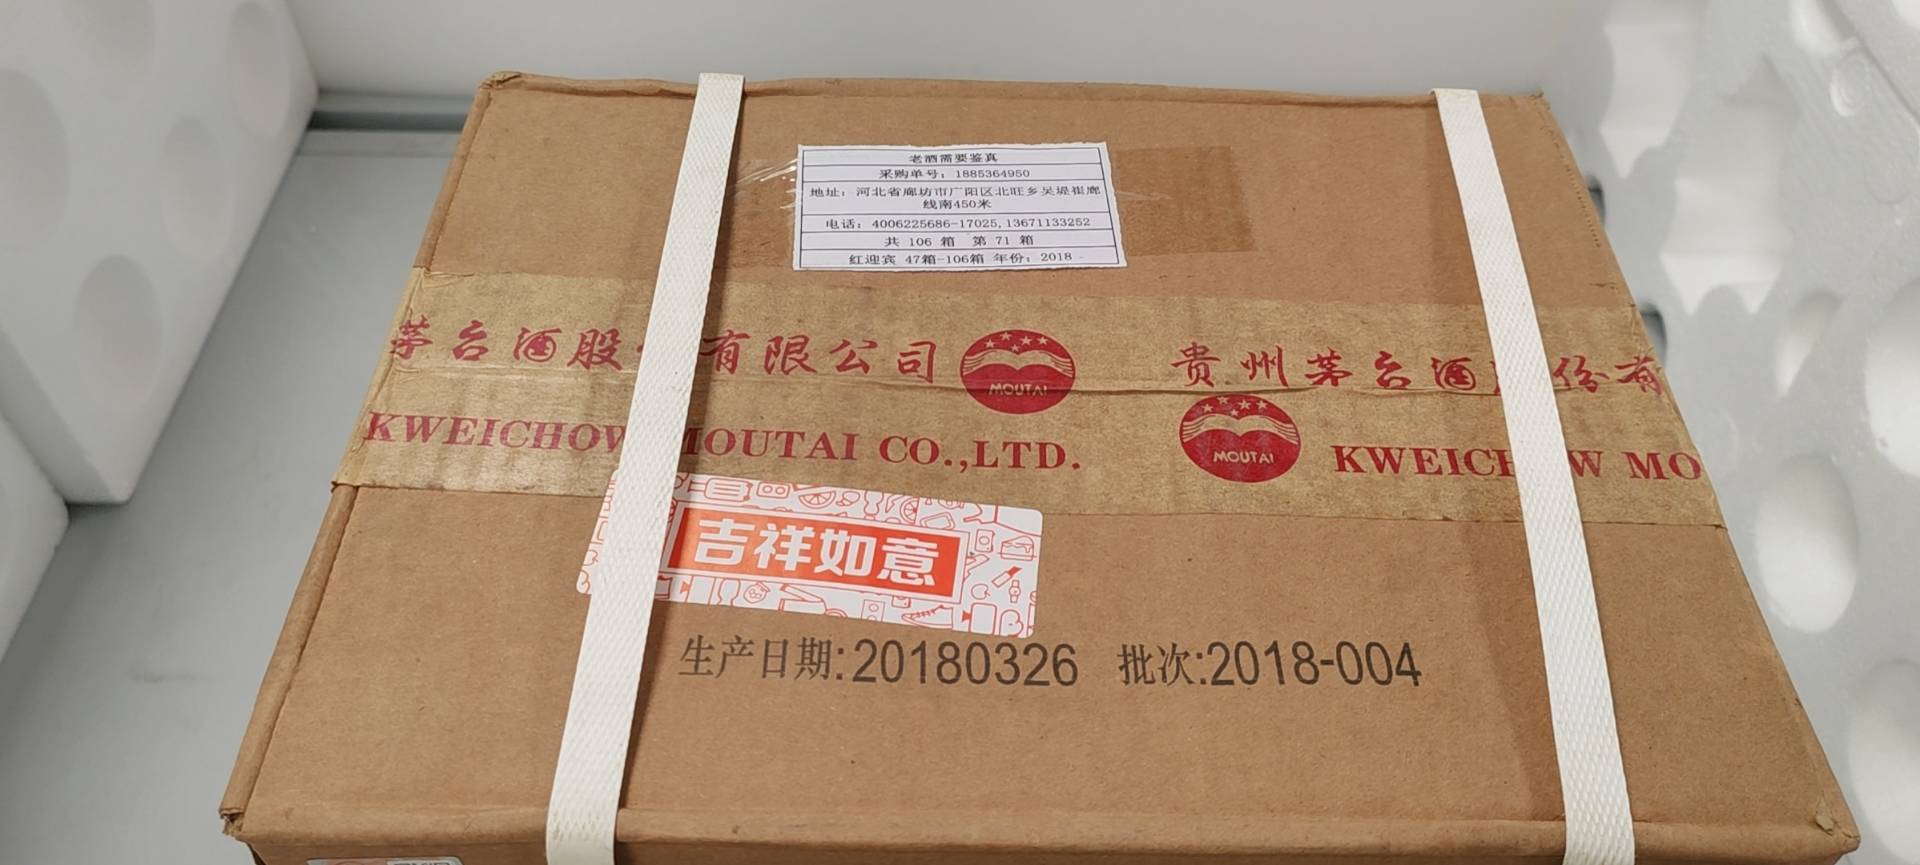 老酒需要鉴真
采购单号：1885364950
地址：河北省廊坊市广阳区北旺乡吴堤崔廊
线南450米
电话：4006225686-17025,13671133252
共 106 箱 第 71 箱
红迎宾 47箱-106箱 年份：2018
茅台酒股 有限公司
MOUTAI
贵州茅台酒 份有
KWEICHOW MOUTAI CO.,LTD.
MOUTAI
KWEICHOW MO
吉祥如意
生产日期:20180326 批次:2018-004